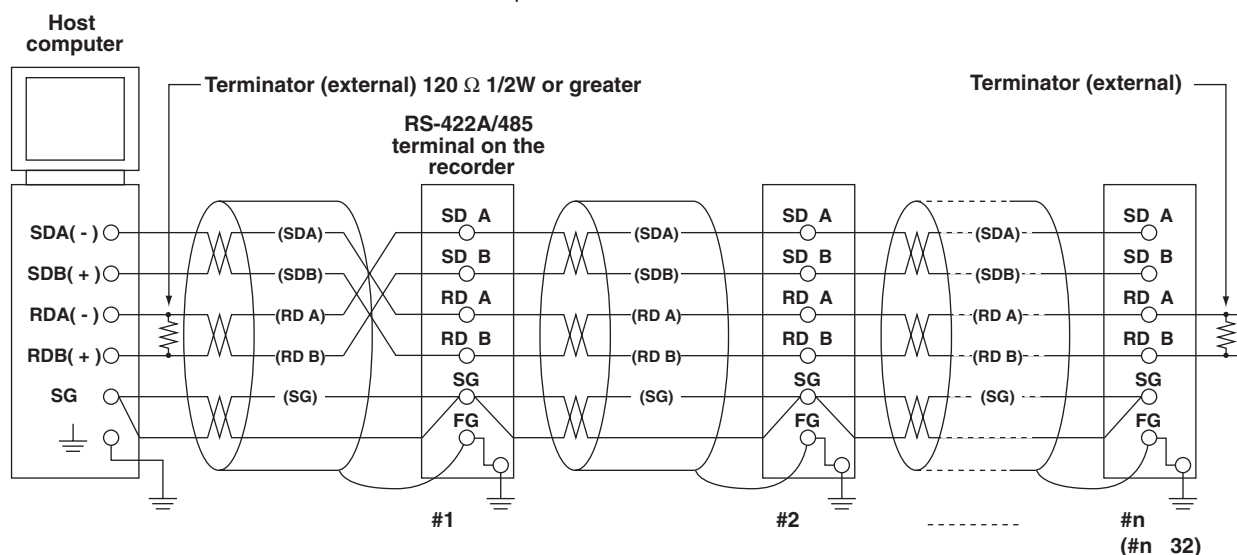 Host
computer
Terminator (external) 120 Ω 1/2W or greater
Terminator (external)
RS-422A/485
terminal on the
recorder
SDA( - )
SDB( + )
RDA( - )
RDB( + )
SG
(SDA)
(SDB)
(RD A)
(RD B)
(SG)
SD A
SD B
RD A
RD B
SG
FG
(SDA)
(SDB)
(RD A)
(RD B)
(SG)
SD A
SD B
RD A
RD B
SG
FG
(SDA)
(SDB)
(RD A)
(RD B)
(SG)
SD A
SD B
RD A
RD B
SG
FG
#1
#2
#n
(#n 32)